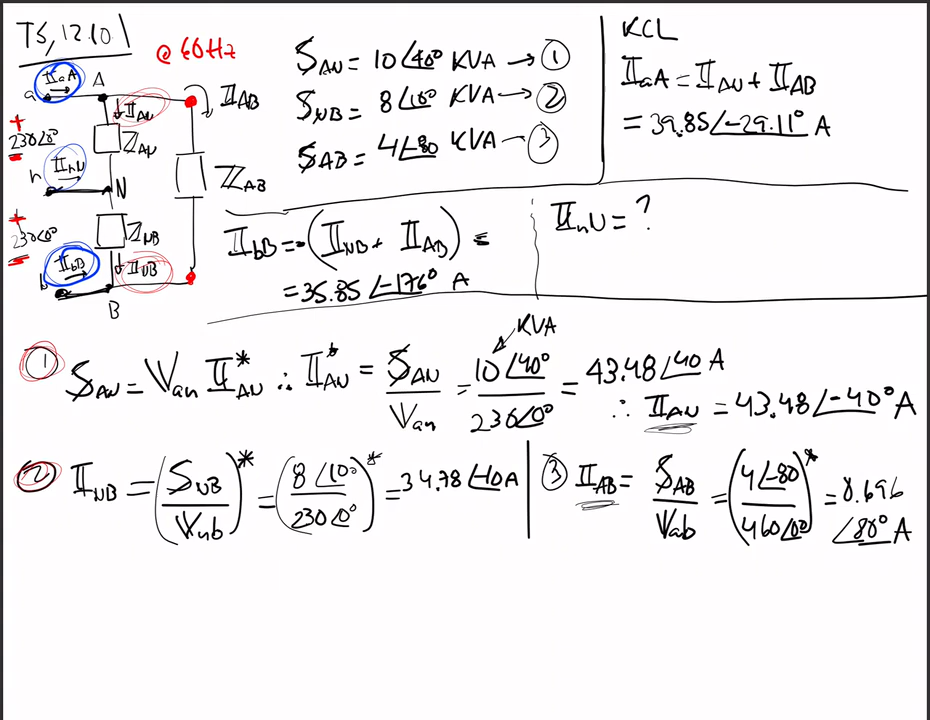 TS, 12.10
@ 60Hz
IaA
a
A
IAN
IAB
+
230∠0°
ZAN
InN
n
N
ZAB
+
230∠0°
ZNB
IbB
b
INB
B
SAN = 10∠40° KVA → ①
SNB = 8∠10° KVA → ②
SAB = 4∠-80 KVA - ③
KCL
IaA = IAN + IAB
= 39.85∠-29.11° A
IbB = -(INB + IAB) =
= 35.85∠-176° A
InN = ?
KVA
① SAN = Van IAN* ∴ IAN* = SAN / Van = 10∠40° / 230∠0° = 43.48∠40 A
∴ IAN = 43.48∠-40° A
② INB = (SNB / Vnb)* = (8∠10° / 230∠0°)* = 34.78∠-10 A
③ IAB = SAB / Vab = (4∠-80 / 460∠0°)* = 8.696
∠80° A